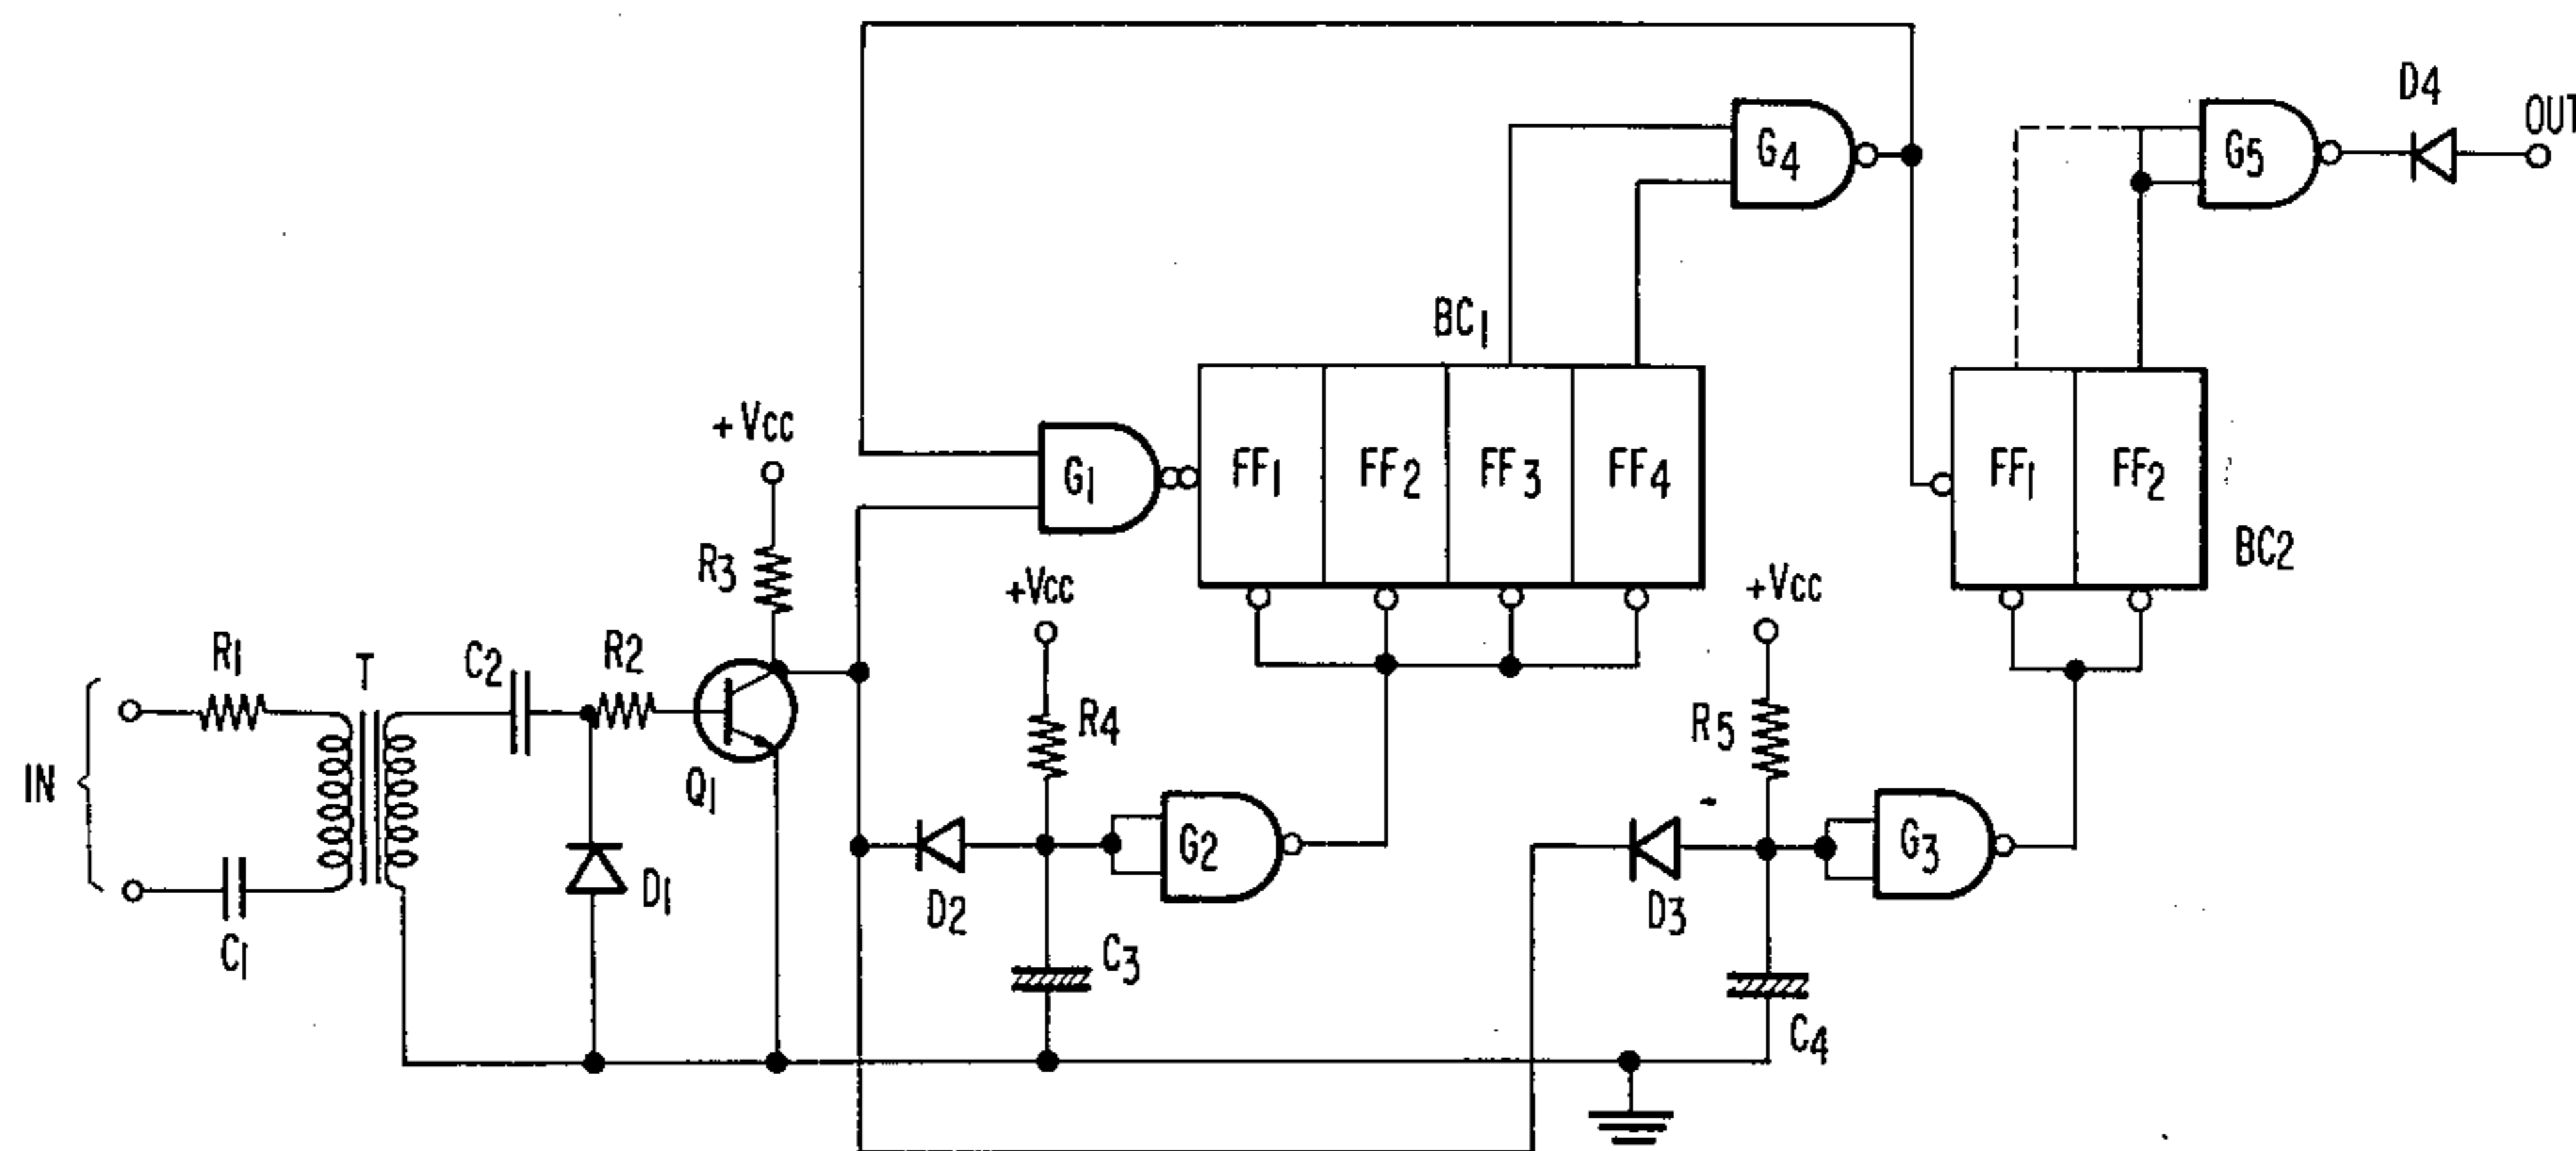 D4
OUT
G4
G5
BC1
+Vcc
G1
FF1
FF2
FF3
FF4
FF1
FF2
BC2
R3
+Vcc
+Vcc
R1
T
C2
R2
R4
R5
IN
Q1
G2
G3
D1
D2
D3
C1
C3
C4